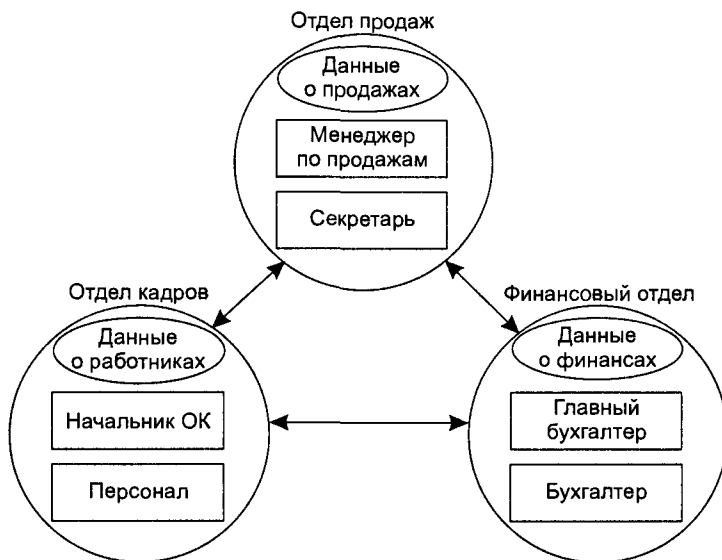 Отдел продаж
Данные
о продажах
Менеджер
по продажам
Секретарь
Отдел кадров
Данные
о работниках
Начальник ОК
Персонал
Финансовый отдел
Данные
о финансах
Главный
бухгалтер
Бухгалтер